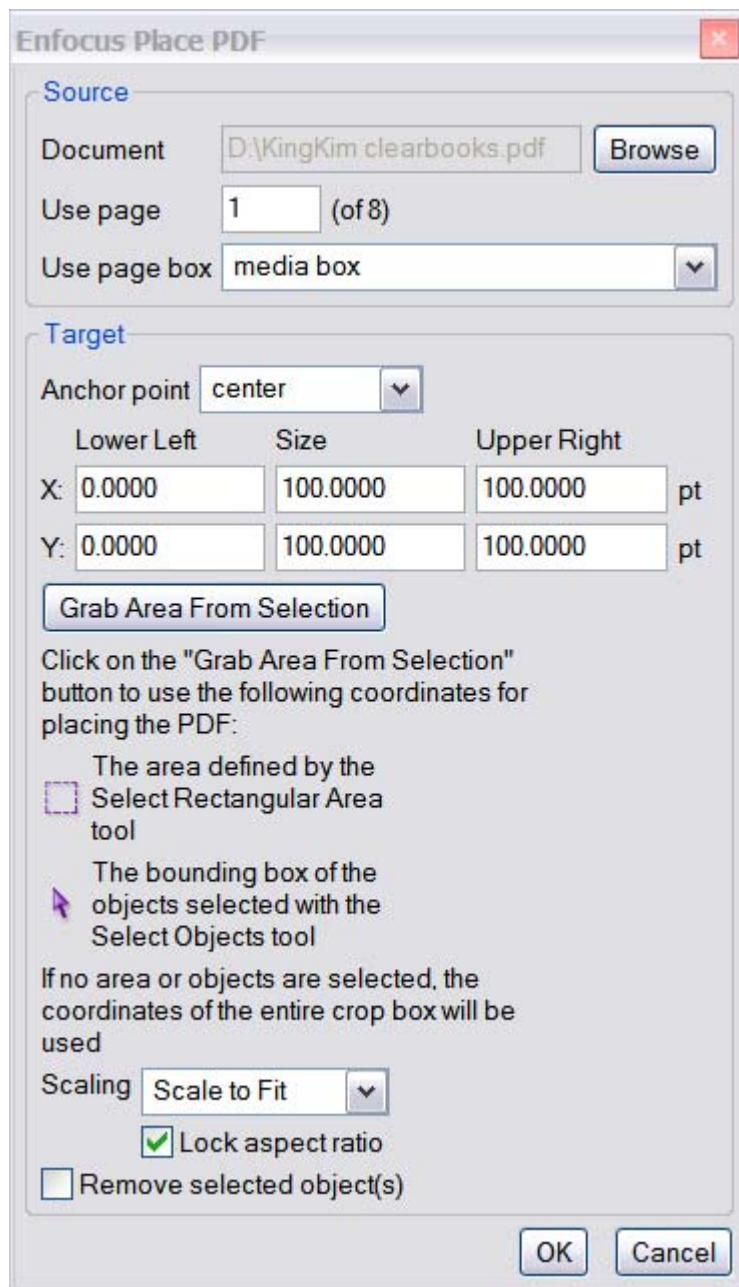 Enfocus Place PDF
Source
Document D:\KingKim clearbooks.pdf Browse
Use page 1 (of 8)
Use page box media box
Target
Anchor point center
Lower Left Size Upper Right
X: 0.0000 100.0000 100.0000 pt
Y: 0.0000 100.0000 100.0000 pt
Grab Area From Selection
Click on the "Grab Area From Selection"
button to use the following coordinates for
placing the PDF:
The area defined by the
Select Rectangular Area
tool
The bounding box of the
objects selected with the
Select Objects tool
If no area or objects are selected, the
coordinates of the entire crop box will be
used
Scaling Scale to Fit
Lock aspect ratio
Remove selected object(s)
OK Cancel